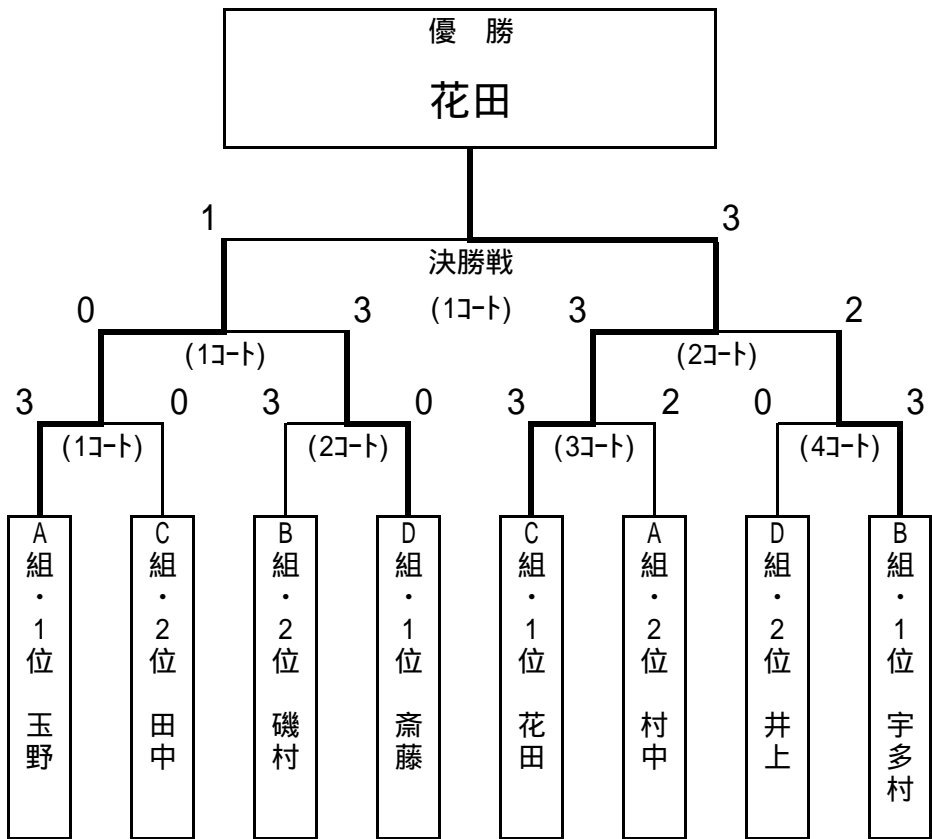 優　勝
花田
1 3
決勝戦
0 3 (1コート) 3 2
(1コート) (2コート)
3 0 3 0 3 2 0 3
(1コート) (2コート) (3コート) (4コート)
A組・1位　玉野
C組・2位　田中
B組・2位　磯村
D組・1位　斎藤
C組・1位　花田
A組・2位　村中
D組・2位　井上
B組・1位　宇多村